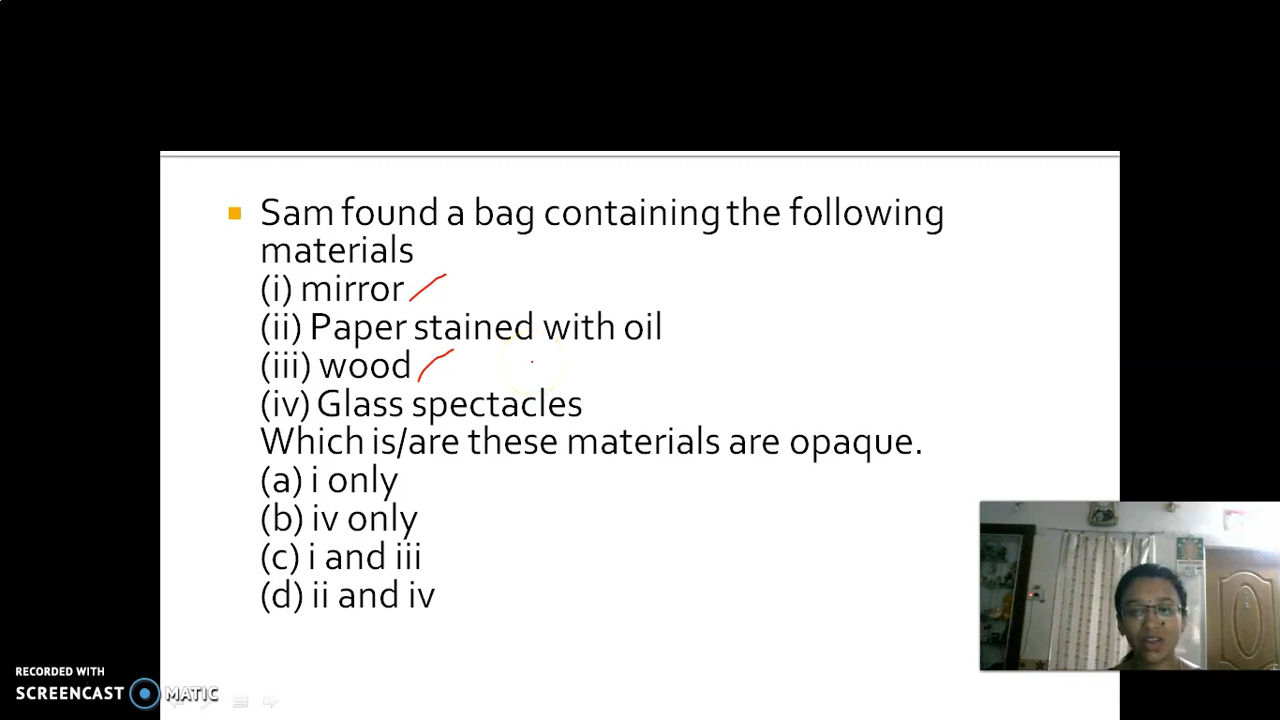 Sam found a bag containing the following
materials
(i) mirror
(ii) Paper stained with oil
(iii) wood
(iv) Glass spectacles
Which is/are these materials are opaque.
(a) i only
(b) iv only
(c) i and iii
(d) ii and iv
RECORDED WITH
SCREENCAST MATIC